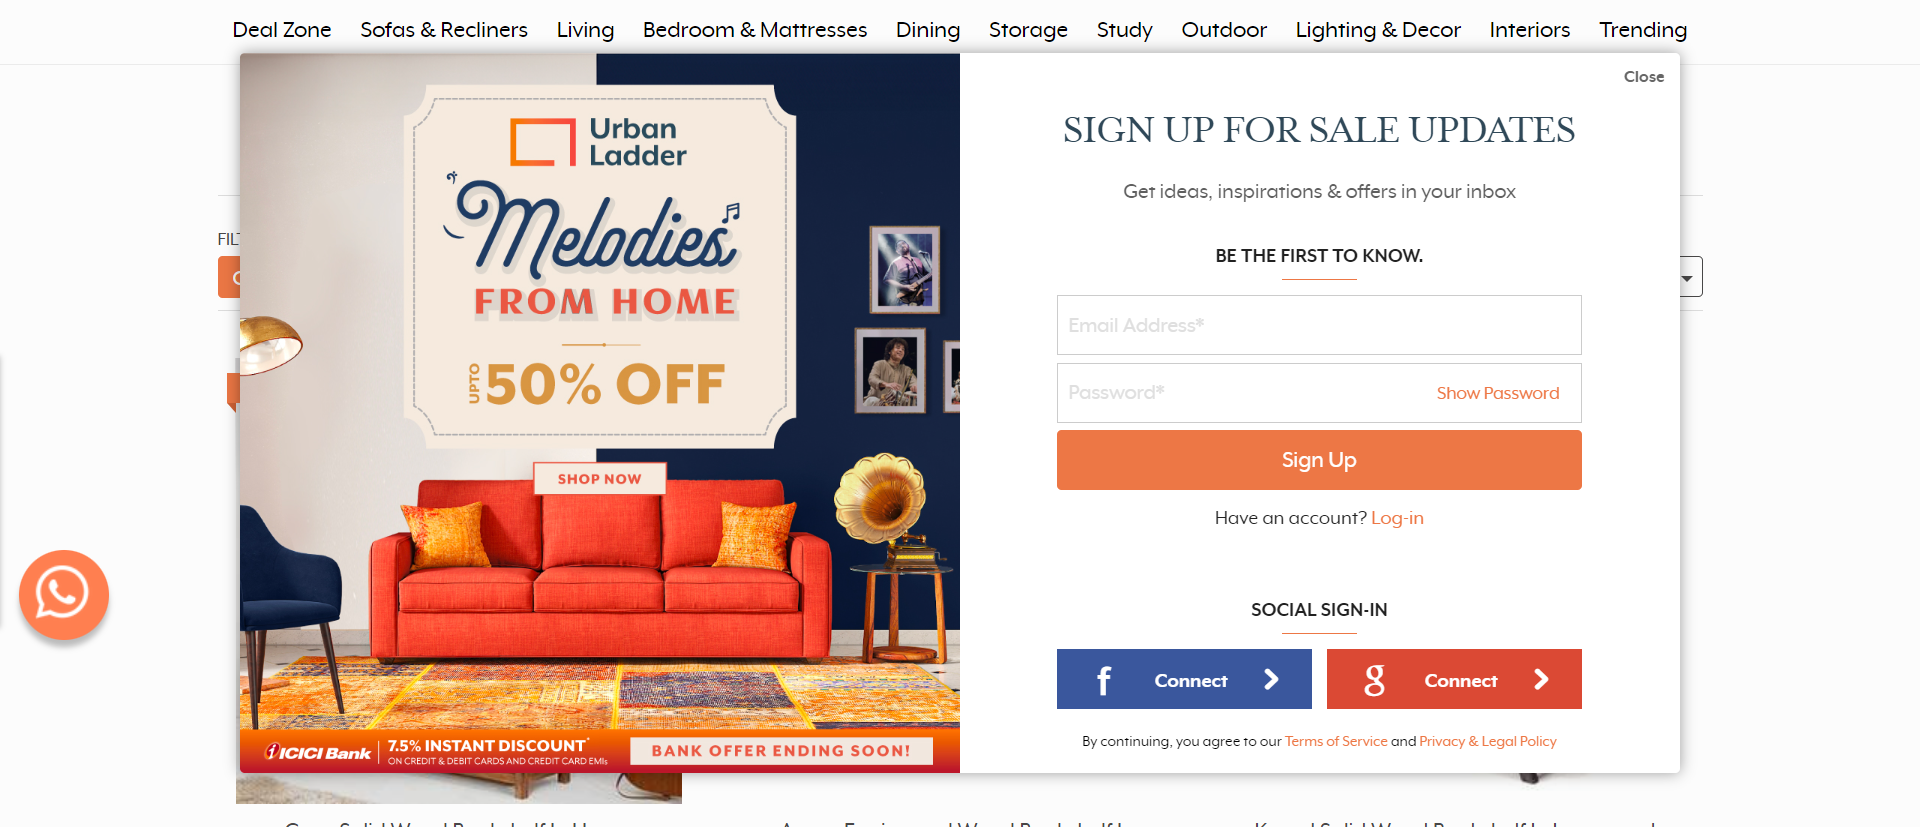 Deal Zone Sofas & Recliners Living Bedroom & Mattresses Dining Storage Study Outdoor Lighting & Decor Interiors Trending
Close
Urban
Ladder
Melodies
FROM HOME
UPTO 50% OFF
SHOP NOW
ICICI Bank
7.5% INSTANT DISCOUNT*
ON CREDIT & DEBIT CARDS AND CREDIT CARD EMIs
BANK OFFER ENDING SOON!
SIGN UP FOR SALE UPDATES
Get ideas, inspirations & offers in your inbox
BE THE FIRST TO KNOW.
Email Address*
Password* Show Password
Sign Up
Have an account? Log-in
SOCIAL SIGN-IN
f Connect
g Connect
By continuing, you agree to our Terms of Service and Privacy & Legal Policy